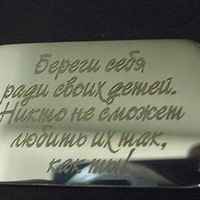 Береги себя
ради своих детей.
Никто не сможет
любить их так,
как ты!